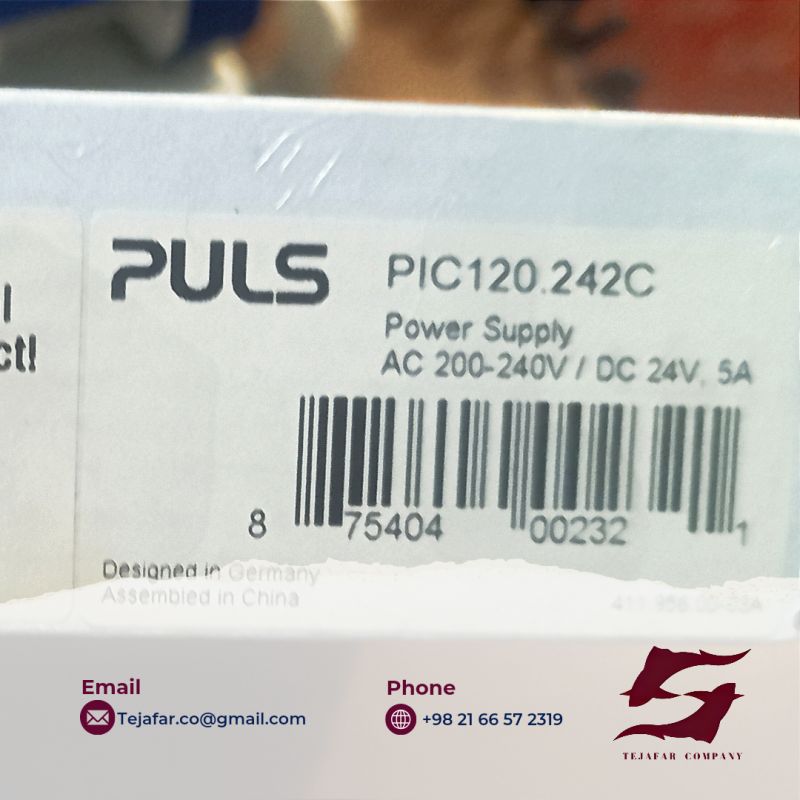 l
ctl
PULS
PIC120.242C
Power Supply
AC 200-240V / DC 24V, 5A
8 75404 00232 1
Designed in Germany
Assembled in China
Email
Tejafar.co@gmail.com
Phone
+98 21 66 57 2319
TEJAFAR COMPANY